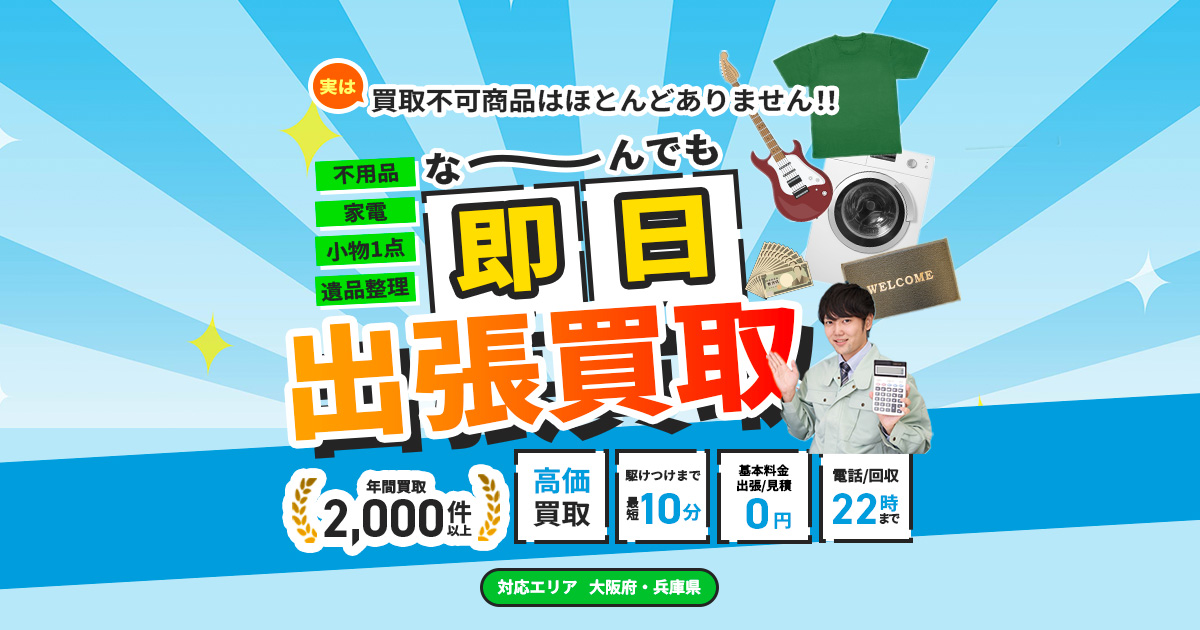 実は
買取不可商品はほとんどありません!!
不用品
家電
小物1点
遺品整理
な〜んでも
即日
出張買取
WELCOME
年間買取
2,000件以上
高価
買取
駆けつけまで
最短10分
基本料金
出張/見積
0円
電話/回収
22時まで
対応エリア 大阪府・兵庫県